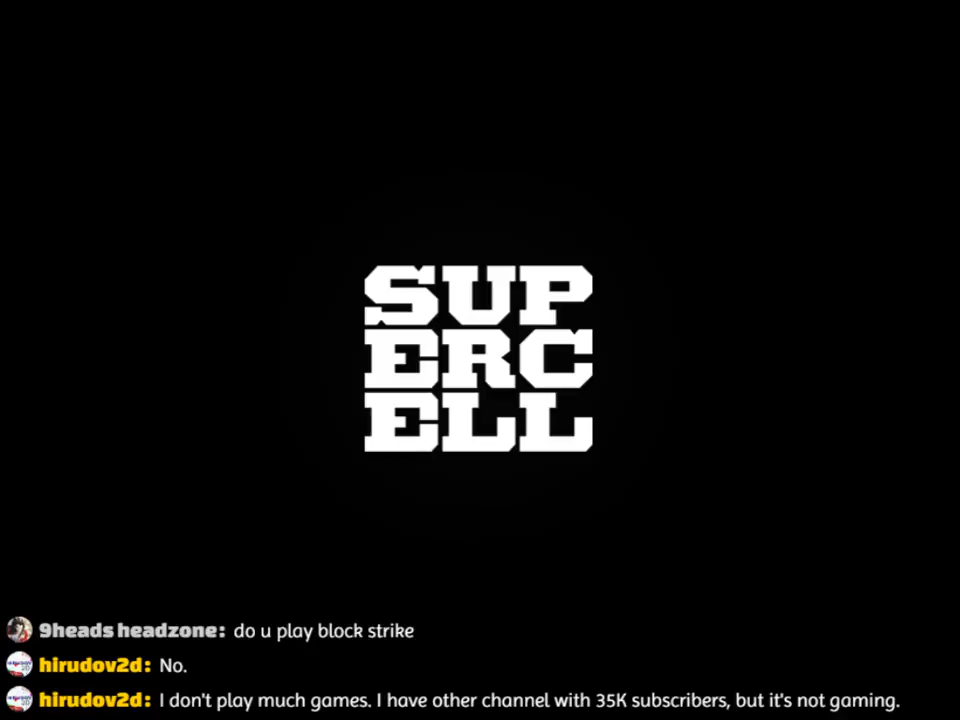 SUP
ERC
ELL
9heads headzone: do u play block strike
hirudov2d: No.
hirudov2d: I don't play much games. I have other channel with 35K subscribers, but it's not gaming.